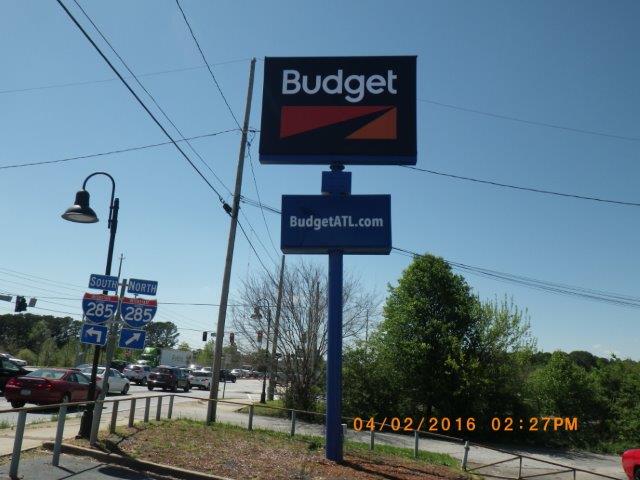 Budget
BudgetATL.com
SOUTH NORTH
285 285
04/02/2016 02:27PM